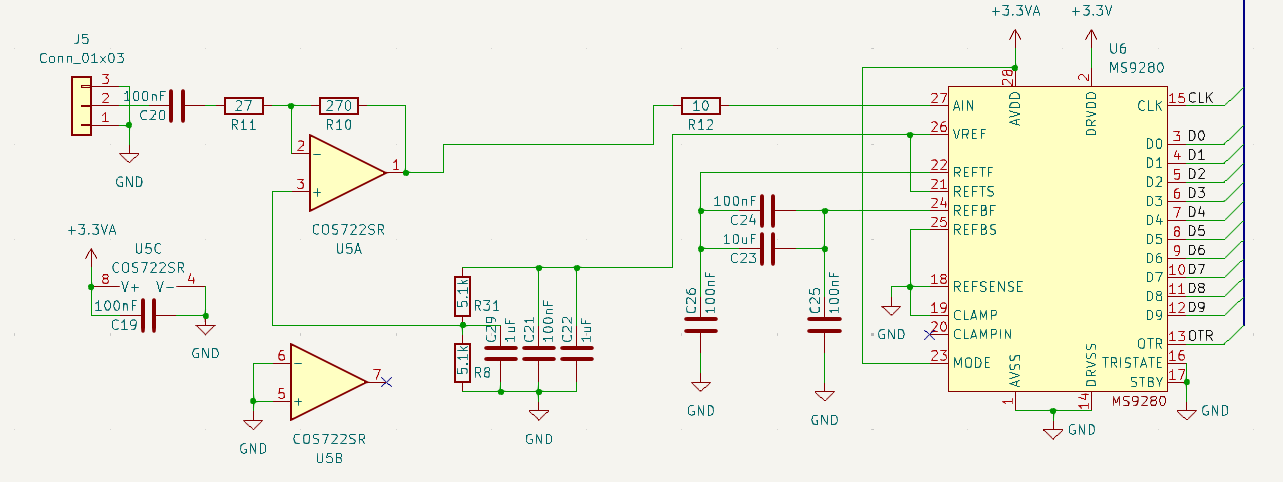 +3.3VA
+3.3V
J5
Conn_01x03
3
2
1
100nF
C20
27
R11
270
R10
2
−
3
+
1
COS722SR
U5A
GND
10
R12
+3.3VA
U5C
COS722SR
8
V+
V-
4
100nF
C19
GND
6
−
5
+
7
COS722SR
U5B
GND
5.1k
R31
5.1k
R8
C29
1uF
C21
100nF
C22
1uF
GND
100nF
C24
10uF
C23
C26
100nF
GND
C25
100nF
GND
GND
U6
MS9280
28
AVDD
2
DRVDD
27 AIN
26 VREF
22 REFTF
21 REFTS
24 REFBF
25 REFBS
18 REFSENSE
19 CLAMP
20 CLAMPIN
23 MODE
CLK 15 CLK
D0 3 D0
D1 4 D1
D2 5 D2
D3 6 D3
D4 7 D4
D5 8 D5
D6 9 D6
D7 10 D7
D8 11 D8
D9 12 D9
OTR 13 OTR
TRISTATE 16
STBY 17
AVSS
1
DRVSS
14
MS9280
GND
GND